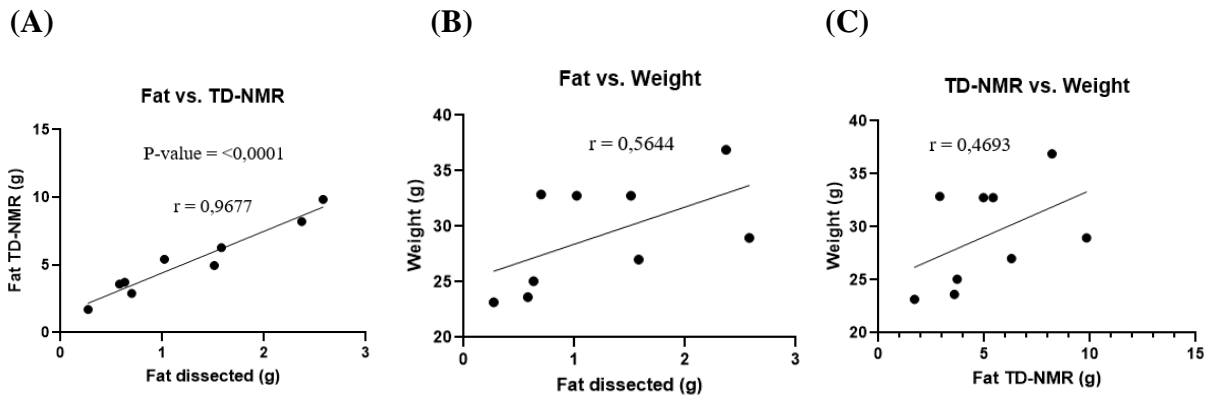 (A)
Fat vs. TD-NMR
P-value = <0,0001
r = 0,9677
Fat TD-NMR (g)
15
10
5
0
0 1 2 3
Fat dissected (g)
(B)
Fat vs. Weight
r = 0,5644
Weight (g)
40
35
30
25
20
0 1 2 3
Fat dissected (g)
(C)
TD-NMR vs. Weight
r = 0,4693
Weight (g)
40
35
30
25
20
0 5 10 15
Fat TD-NMR (g)